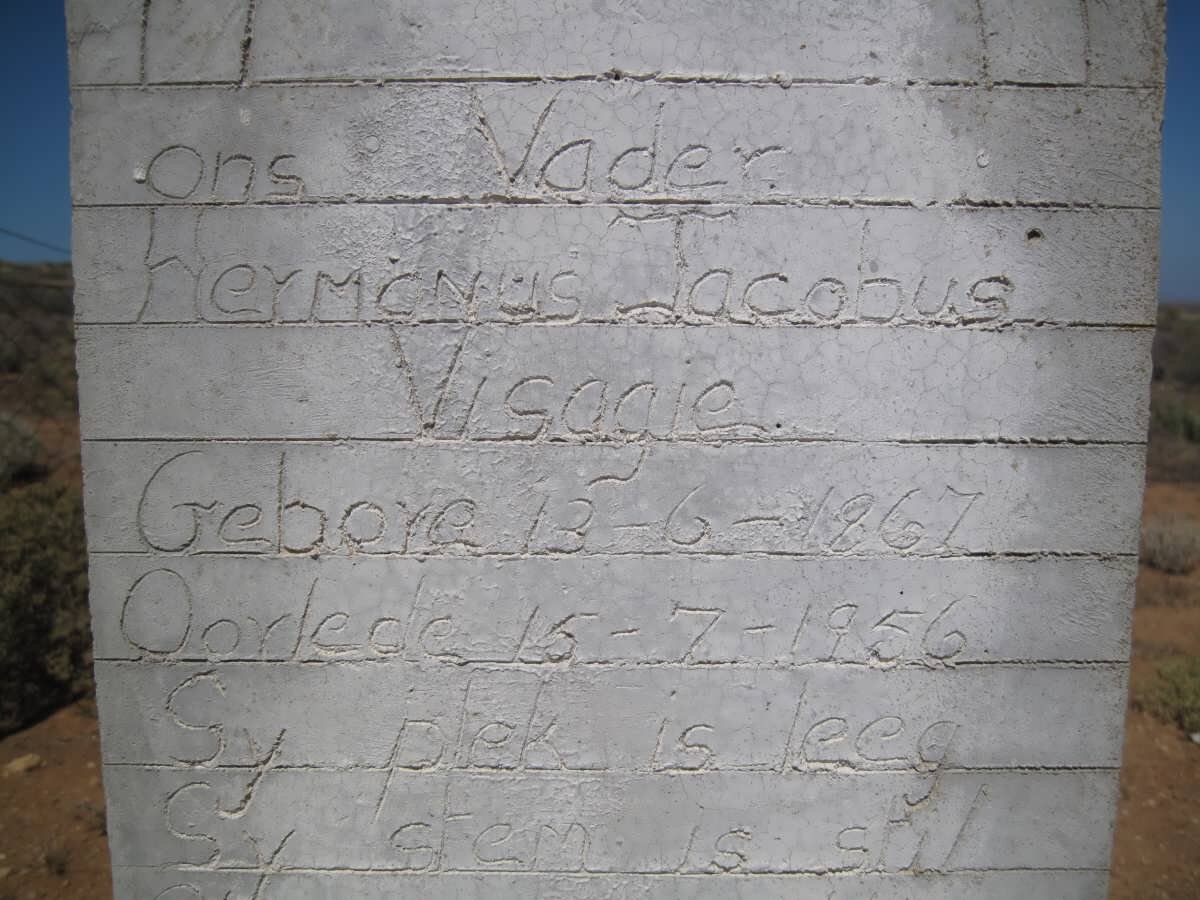 ons Vader
Hermanus Jacobus
Visagie.
Gebore 13-6-1867
Oorlede 15-7-1956
Sy plek is leeg
Sy stem is stil